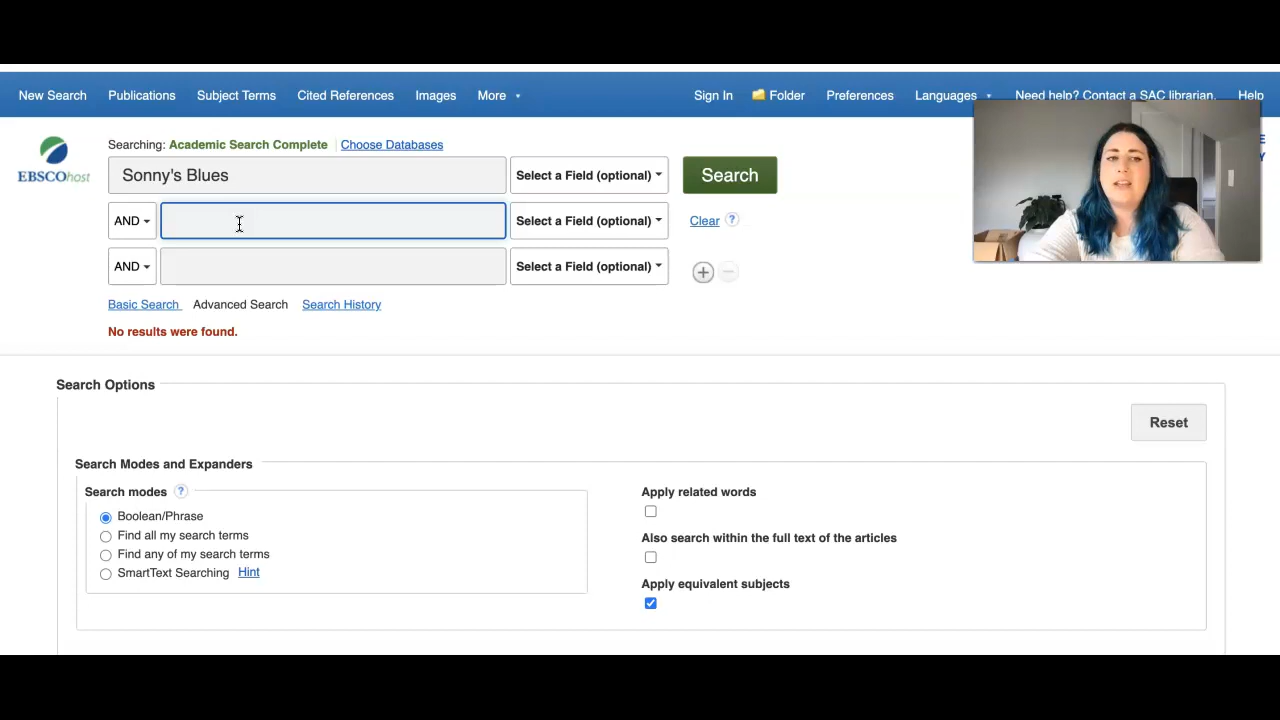 New Search Publications Subject Terms Cited References Images More Sign In Folder Preferences Languages Need help? Contact a SAC librarian. Help
EBSCOhost
Searching: Academic Search Complete Choose Databases
Sonny's Blues Select a Field (optional) Search
AND Select a Field (optional) Clear ?
AND Select a Field (optional)
Basic Search Advanced Search Search History
No results were found.
Search Options
Reset
Search Modes and Expanders
Search modes ?
Boolean/Phrase
Find all my search terms
Find any of my search terms
SmartText Searching Hint
Apply related words
Also search within the full text of the articles
Apply equivalent subjects